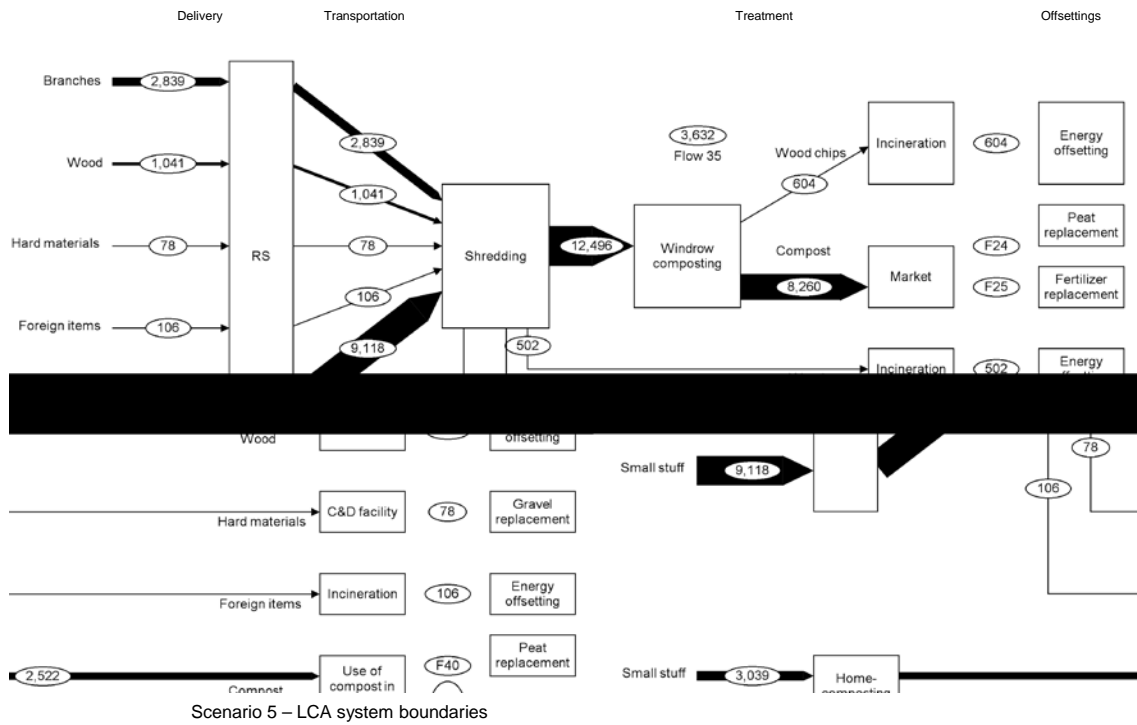 Delivery
Transportation
Treatment
Offsettings
Branches
2,839
2,839
Wood
1,041
1,041
Hard materials
78
78
RS
Foreign items
106
106
9,118
Shredding
12,496
502
3,632
Flow 35
Windrow
composting
Wood chips
604
Compost
8,260
Incineration
604
Energy
offsetting
Market
F24
Peat
replacement
F25
Fertilizer
replacement
Incineration
502
Energy
offsetting
Wood
offsetting
Hard materials
C&D facility
78
Gravel
replacement
Foreign items
Incineration
106
Energy
offsetting
2,522
Compost
Use of
compost in
F40
Peat
replacement
Small stuff
9,118
78
106
Small stuff
3,039
Home-
composting
Scenario 5 – LCA system boundaries